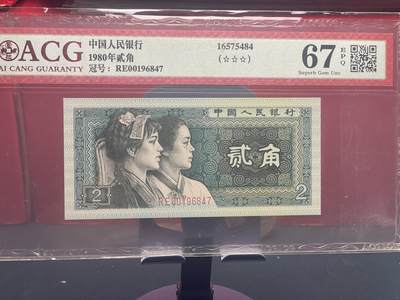 ACG
AI CANG GUARANTY
中国人民银行
1980年贰角
冠号：RE00196847
16575484
(☆☆☆)
67 EPQ
Superb Gem Unc
中国人民银行
贰角
RE00196847
2
2